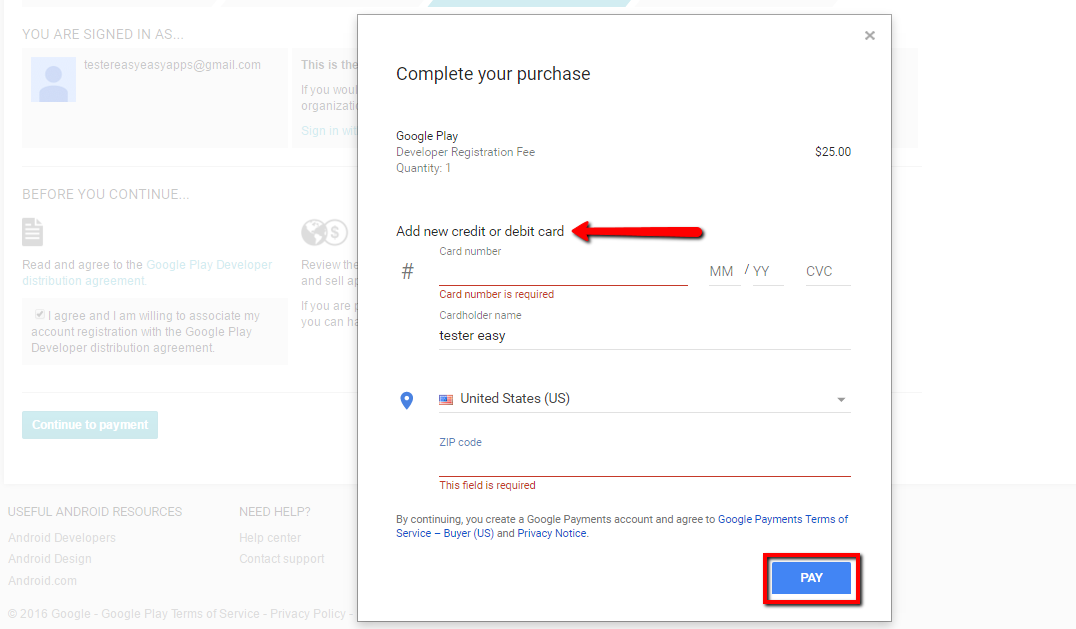 YOU ARE SIGNED IN AS...
testereasyeasyapps@gmail.com
This is the
If you woul
organizatio
Sign in wit
BEFORE YOU CONTINUE...
Read and agree to the Google Play Developer
distribution agreement.
I agree and I am willing to associate my
account registration with the Google Play
Developer distribution agreement.
Review the
and sell ap
If you are p
you can ha
Continue to payment
×
Complete your purchase
Google Play
Developer Registration Fee
$25.00
Quantity: 1
Add new credit or debit card
Card number
# MM / YY CVC
Card number is required
Cardholder name
tester easy
United States (US)
ZIP code
This field is required
By continuing, you create a Google Payments account and agree to Google Payments Terms of
Service – Buyer (US) and Privacy Notice.
PAY
USEFUL ANDROID RESOURCES
Android Developers
Android Design
Android.com
NEED HELP?
Help center
Contact support
© 2016 Google - Google Play Terms of Service - Privacy Policy -